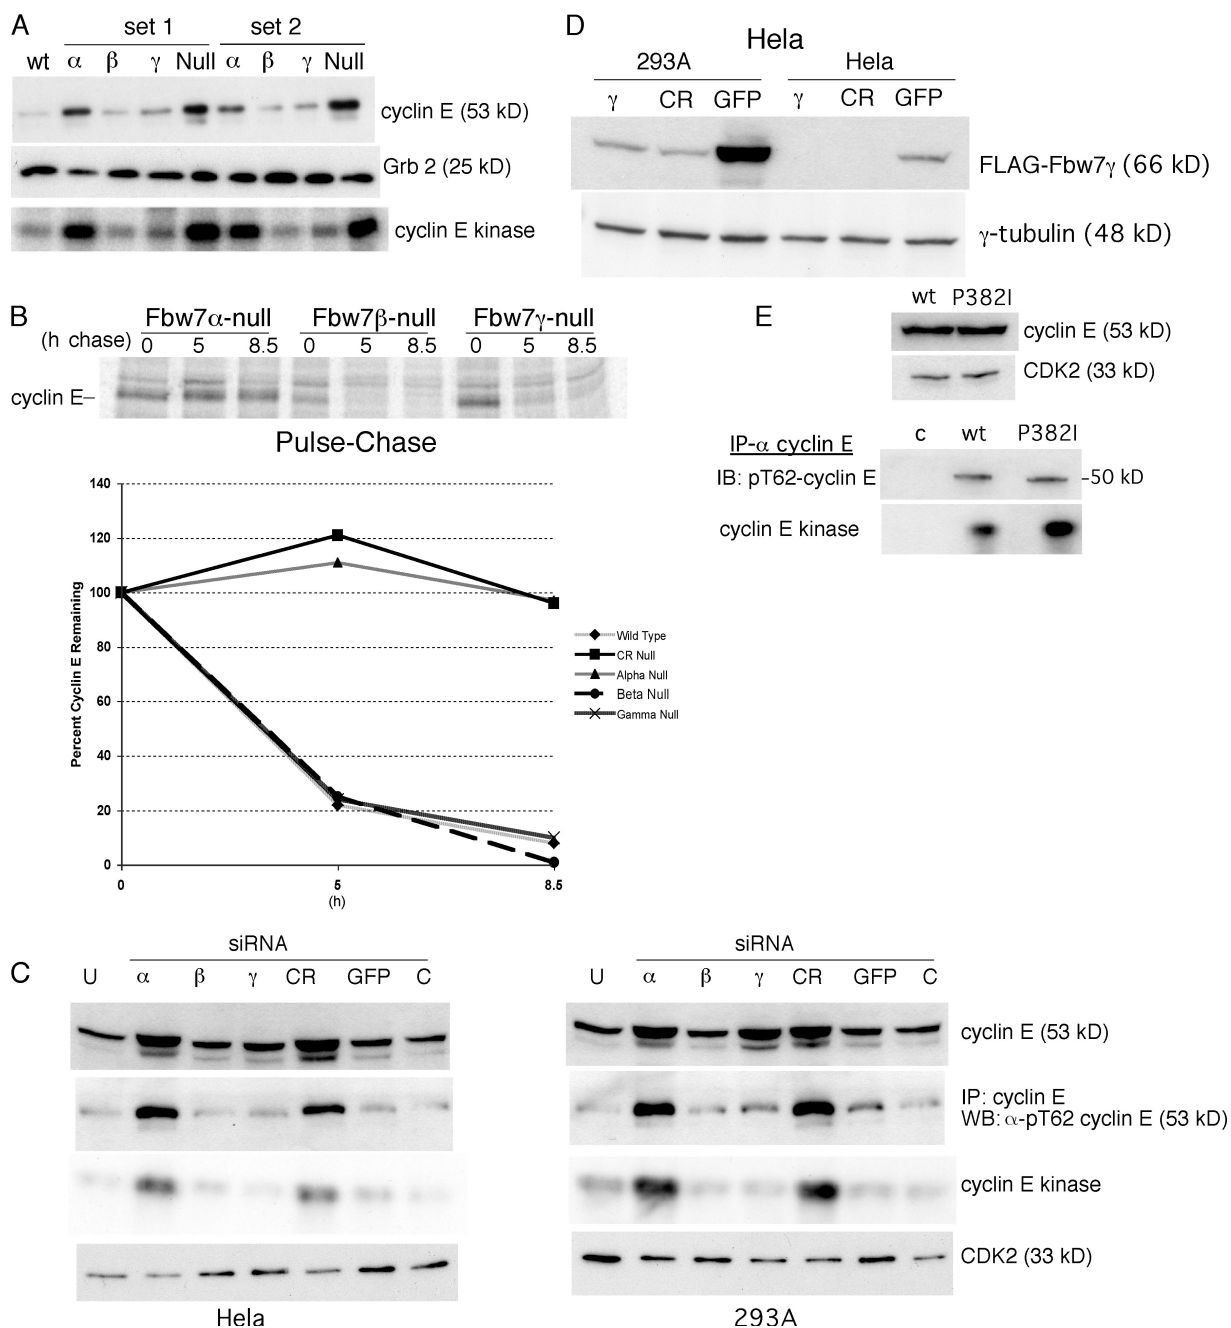 A
set 1 set 2
wt α β γ Null α β γ Null
cyclin E (53 kD)
Grb 2 (25 kD)
cyclin E kinase
D
Hela
293A Hela
γ CR GFP γ CR GFP
FLAG-Fbw7γ (66 kD)
γ-tubulin (48 kD)
B
Fbw7α-null Fbw7β-null Fbw7γ-null
(h chase) 0 5 8.5 0 5 8.5 0 5 8.5
cyclin E–
Pulse-Chase
Percent Cyclin E Remaining
140
120
100
80
60
40
20
0
0 5 8.5
(h)
Wild Type
CR Null
Alpha Null
Beta Null
Gamma Null
E
wt P382I
cyclin E (53 kD)
CDK2 (33 kD)
c wt P382I
IP-α cyclin E
IB: pT62-cyclin E
-50 kD
cyclin E kinase
C
siRNA
U α β γ CR GFP C
Hela
siRNA
U α β γ CR GFP C
cyclin E (53 kD)
IP: cyclin E
WB: α-pT62 cyclin E (53 kD)
cyclin E kinase
CDK2 (33 kD)
293A